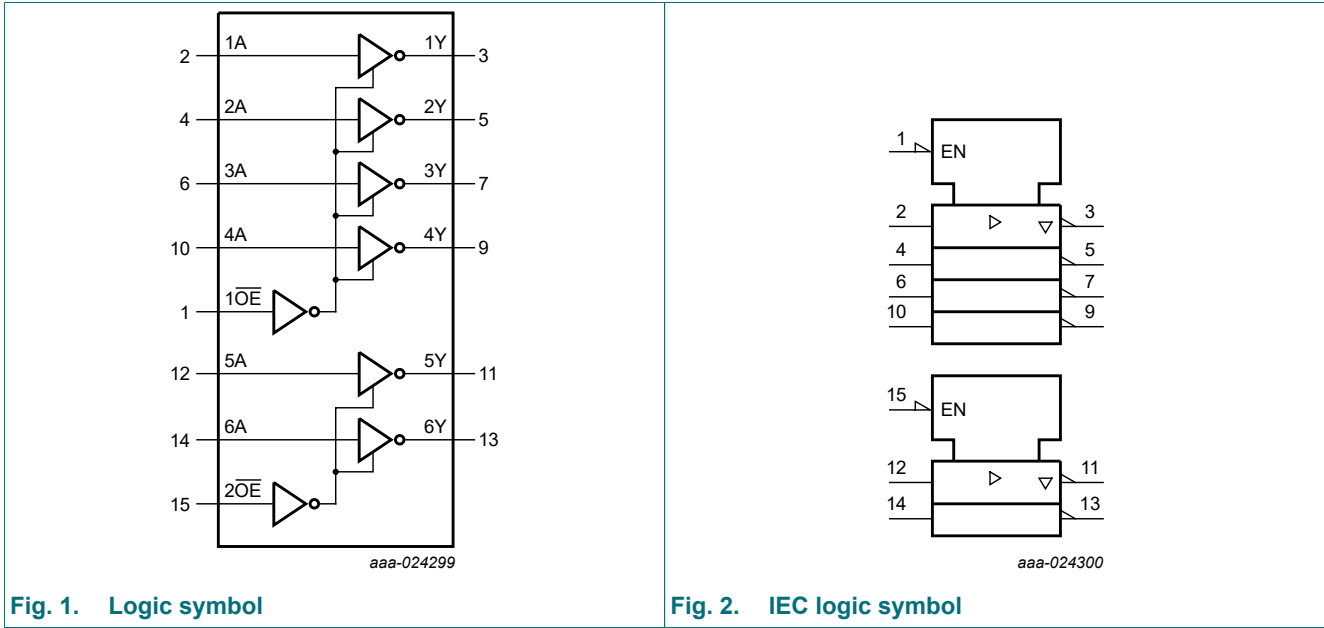 2 1A 1Y 3
4 2A 2Y 5
6 3A 3Y 7
10 4A 4Y 9
1 1O̅E̅
12 5A 5Y 11
14 6A 6Y 13
15 2O̅E̅
aaa-024299
Fig. 1. Logic symbol
1 EN
2 3
4 5
6 7
10 9
15 EN
12 11
14 13
aaa-024300
Fig. 2. IEC logic symbol